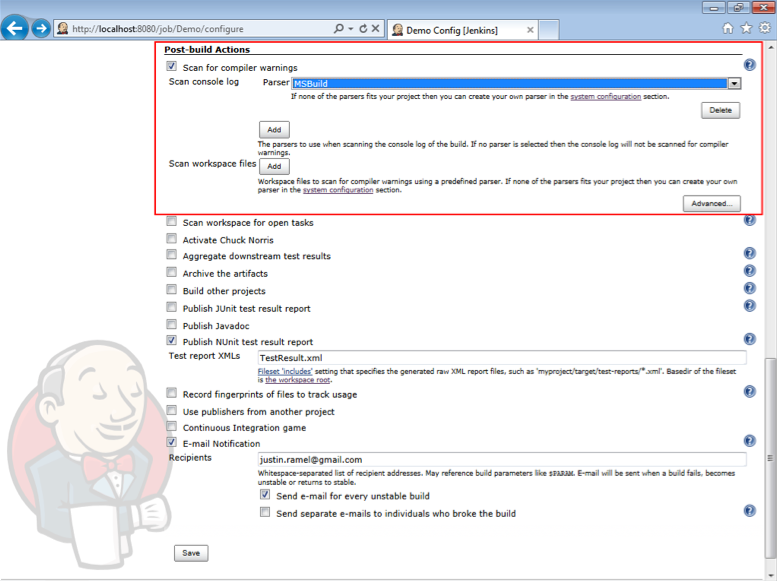 http://localhost:8080/job/Demo/configure
Demo Config [Jenkins]
Post-build Actions
Scan for compiler warnings
Scan console log Parser MSBuild
If none of the parsers fits your project then you can create your own parser in the system configuration section.
Delete
Add
The parsers to use when scanning the console log of the build. If no parser is selected then the console log will not be scanned for compiler
warnings.
Scan workspace files Add
Workspace files to scan for compiler warnings using a predefined parser. If none of the parsers fits your project then you can create your own
parser in the system configuration section.
Advanced...
Scan workspace for open tasks
Activate Chuck Norris
Aggregate downstream test results
Archive the artifacts
Build other projects
Publish JUnit test result report
Publish Javadoc
Publish NUnit test result report
Test report XMLs TestResult.xml
Fileset 'includes' setting that specifies the generated raw XML report files, such as 'myproject/target/test-reports/*.xml'. Basedir of the fileset
is the workspace root.
Record fingerprints of files to track usage
Use publishers from another project
Continuous Integration game
E-mail Notification
Recipients justin.ramel@gmail.com
Whitespace-separated list of recipient addresses. May reference build parameters like $PARAM. E-mail will be sent when a build fails, becomes
unstable or returns to stable.
Send e-mail for every unstable build
Send separate e-mails to individuals who broke the build
Save